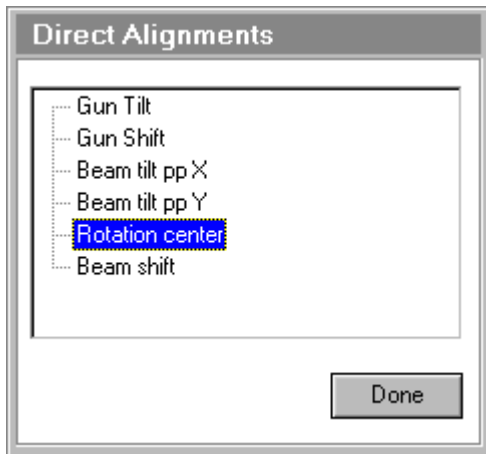 Direct Alignments
Gun Tilt
Gun Shift
Beam tilt pp X
Beam tilt pp Y
Rotation center
Beam shift
Done